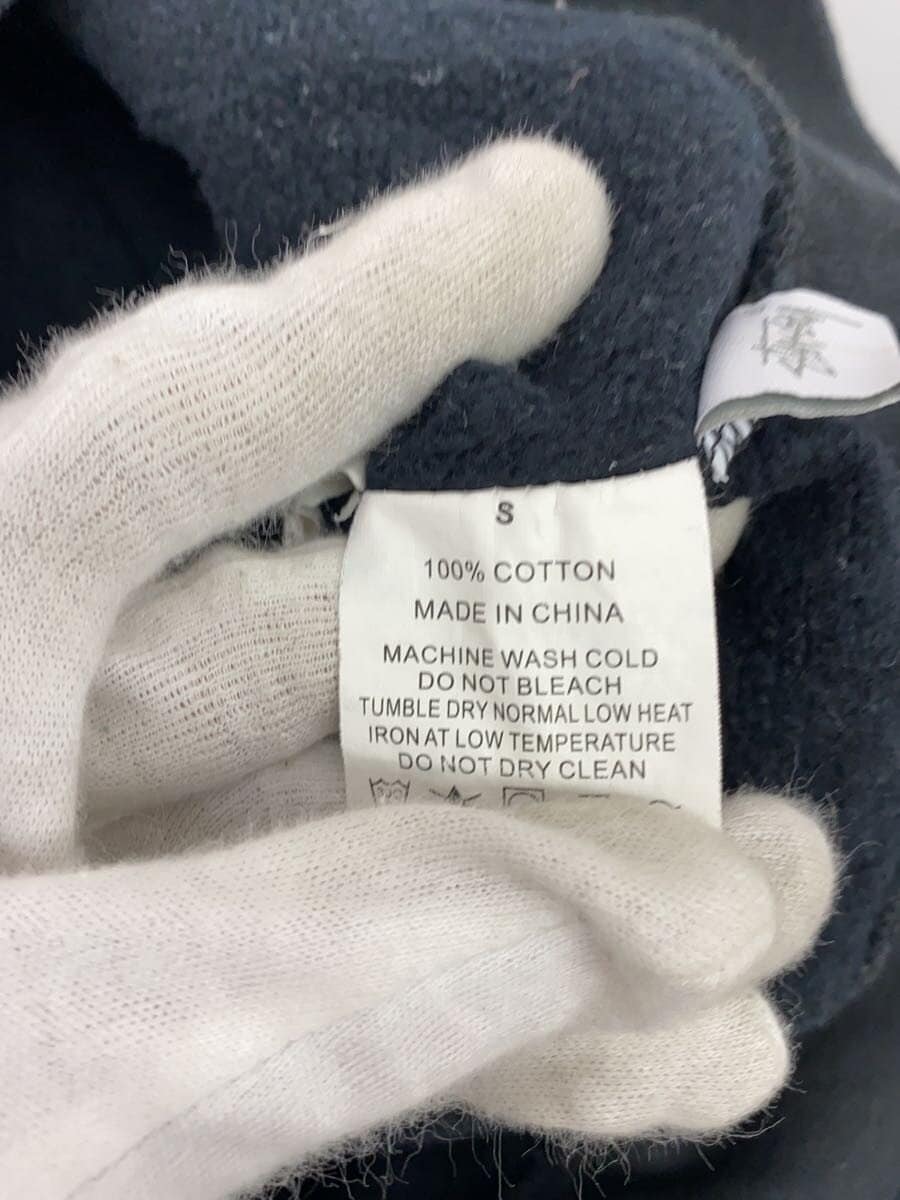 S
100% COTTON
MADE IN CHINA
MACHINE WASH COLD
DO NOT BLEACH
TUMBLE DRY NORMAL LOW HEAT
IRON AT LOW TEMPERATURE
DO NOT DRY CLEAN